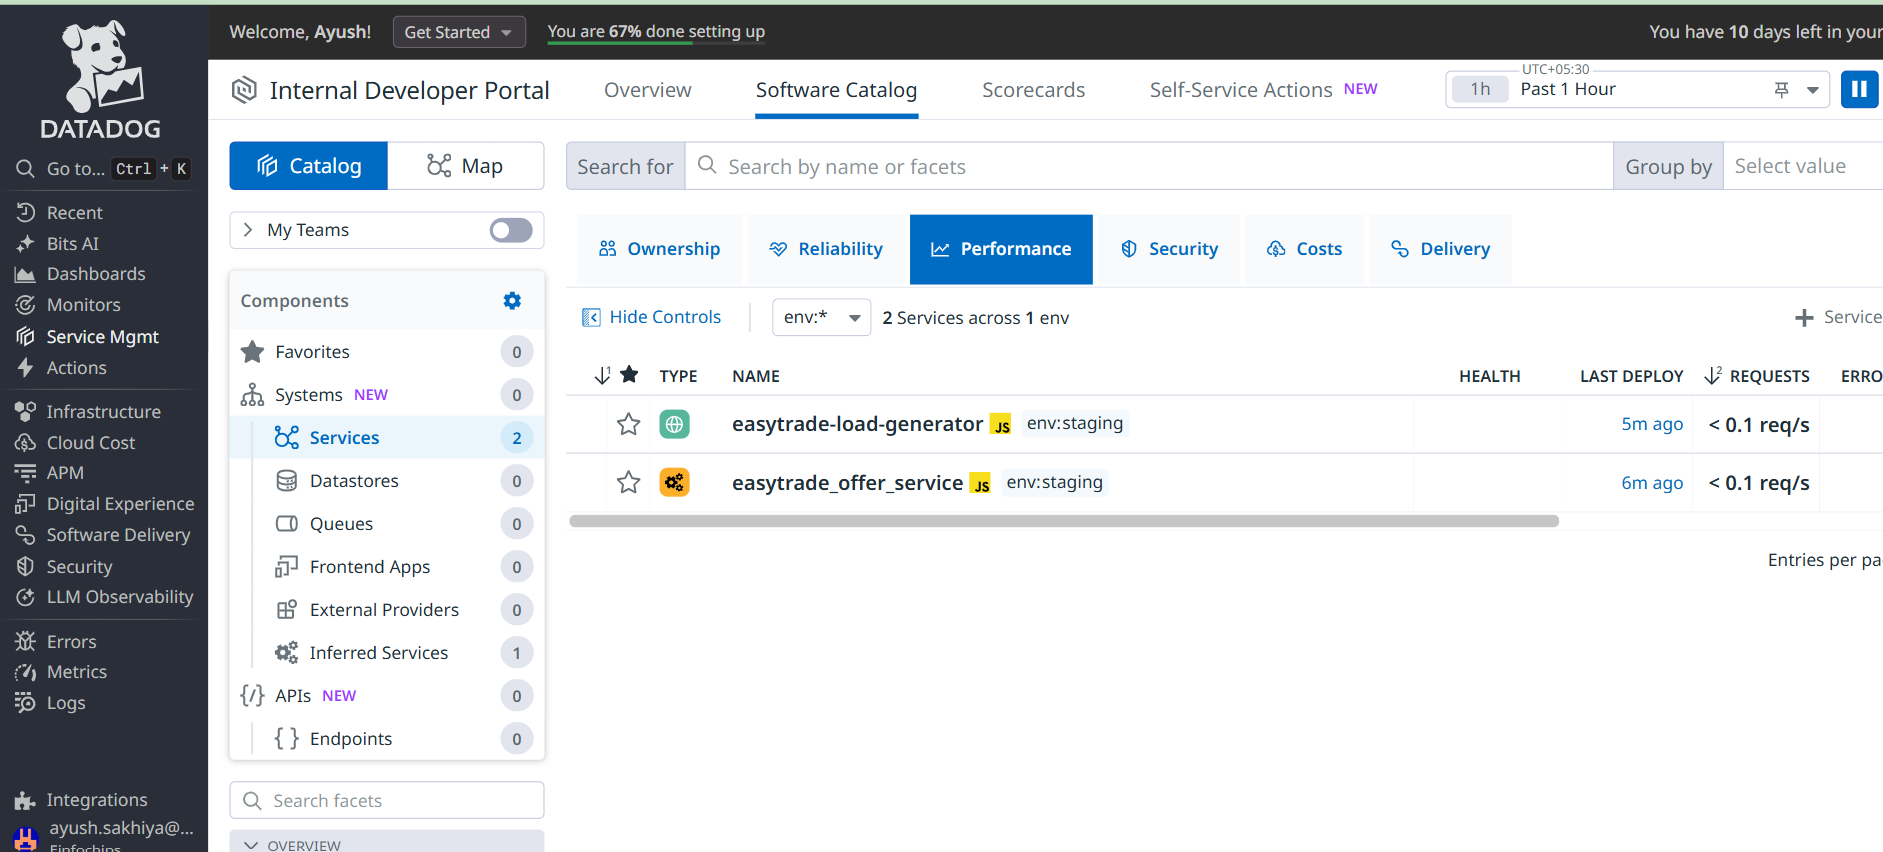 DATADOG
Go to... Ctrl + K
Recent
Bits AI
Dashboards
Monitors
Service Mgmt
Actions
Infrastructure
Cloud Cost
APM
Digital Experience
Software Delivery
Security
LLM Observability
Errors
Metrics
Logs
Integrations
ayush.sakhiya@...
Einfochips
Welcome, Ayush! Get Started You are 67% done setting up You have 10 days left in your
Internal Developer Portal Overview Software Catalog Scorecards Self-Service Actions NEW
UTC+05:30
1h Past 1 Hour
Catalog Map
My Teams
Components
Favorites 0
Systems NEW 0
Services 2
Datastores 0
Queues 0
Frontend Apps 0
External Providers 0
Inferred Services 1
{/} APIs NEW 0
{ } Endpoints 0
Search facets
OVERVIEW
Search for Search by name or facets Group by Select value
Ownership Reliability Performance Security Costs Delivery
Hide Controls env:* 2 Services across 1 env + Service
1 TYPE NAME HEALTH LAST DEPLOY 2 REQUESTS ERRO
easytrade-load-generator JS env:staging 5m ago < 0.1 req/s
easytrade_offer_service JS env:staging 6m ago < 0.1 req/s
Entries per pa